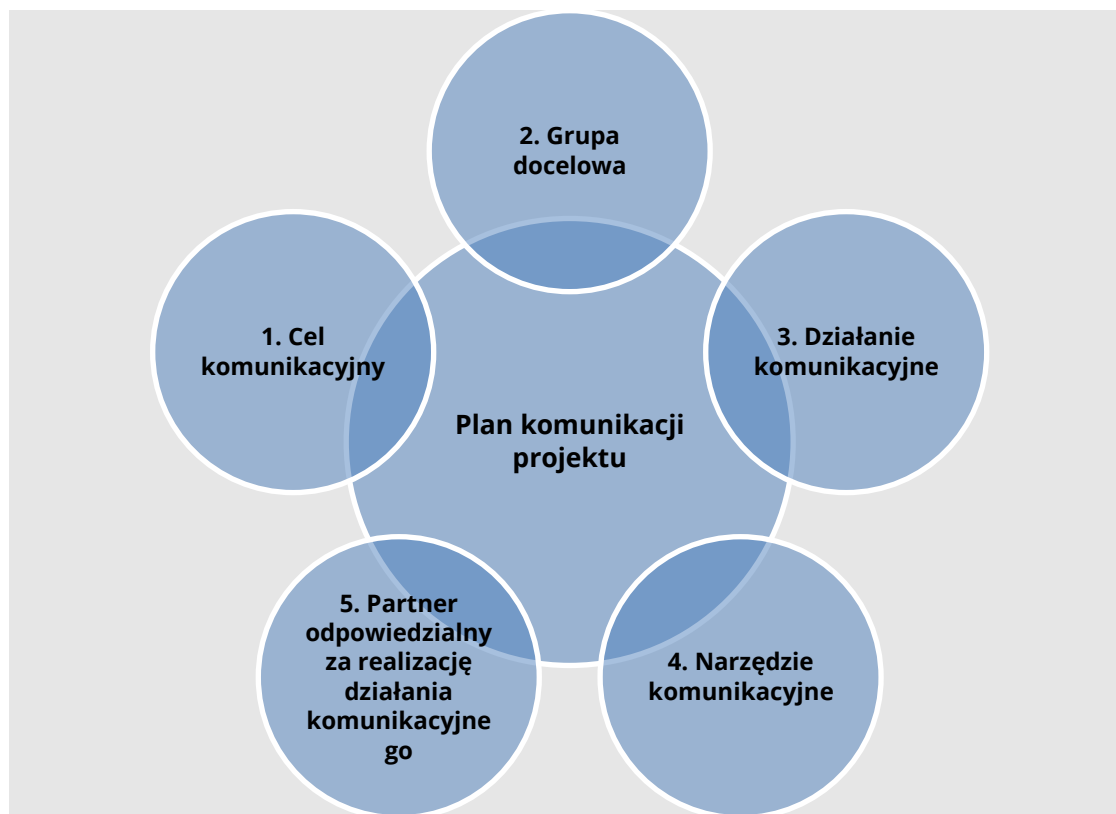 2. Grupa
docelowa
1. Cel
komunikacyjny
3. Działanie
komunikacyjne
Plan komunikacji
projektu
5. Partner
odpowiedzialny
za realizację
działania
komunikacyjne
go
4. Narzędzie
komunikacyjne